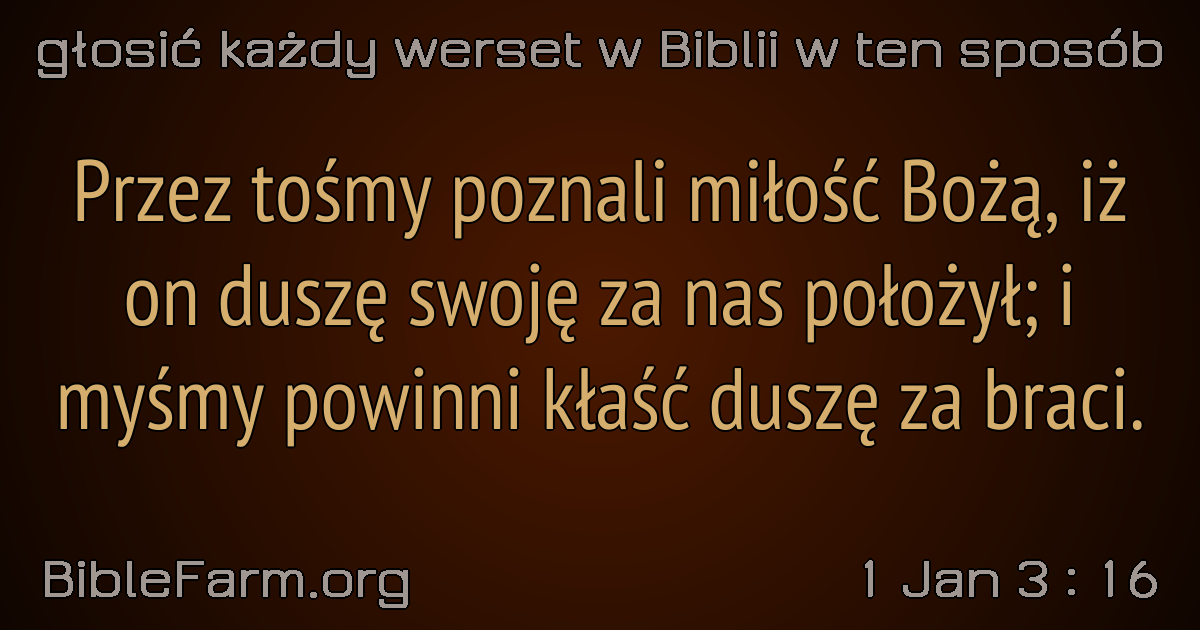 głosić każdy werset w Biblii w ten sposób
Przez tośmy poznali miłość Bożą, iż
on duszę swoję za nas położył; i
myśmy powinni kłaść duszę za braci.
BibleFarm.org
1 Jan 3 : 16